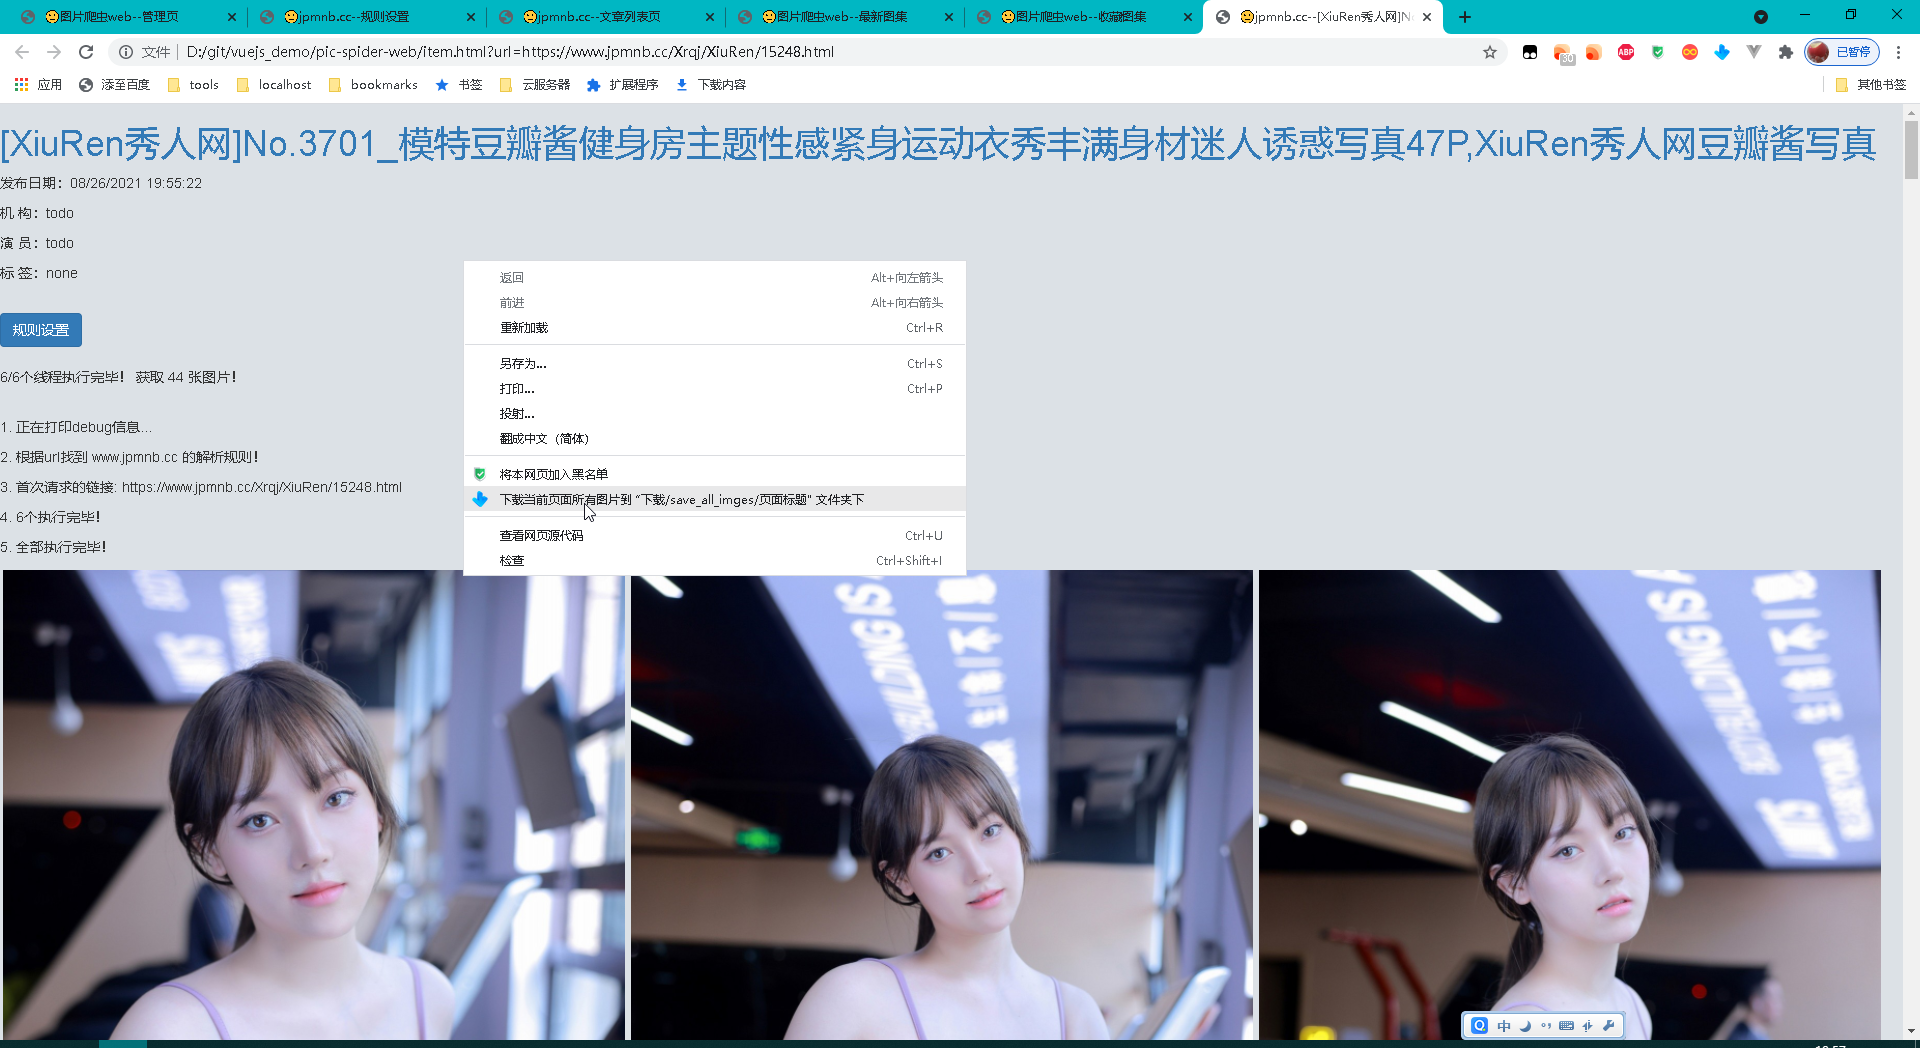 图片爬虫web--管理页
jpmnb.cc--规则设置
jpmnb.cc--文章列表页
图片爬虫web--最新图集
图片爬虫web--收藏图集
jpmnb.cc--[XiuRen秀人网]N
文件
D:/git/vuejs_demo/pic-spider-web/item.html?url=https://www.jpmnb.cc/Xrqj/XiuRen/15248.html
30
ABP
已暂停
应用
添至百度
tools
localhost
bookmarks
书签
云服务器
扩展程序
下载内容
其他书签
[XiuRen秀人网]No.3701_模特豆瓣酱健身房主题性感紧身运动衣秀丰满身材迷人诱惑写真47P,XiuRen秀人网豆瓣酱写真
发布日期：08/26/2021 19:55:22
机 构：todo
演 员：todo
标 签：none
规则设置
6/6个线程执行完毕！ 获取 44 张图片！
1. 正在打印debug信息...
2. 根据url找到 www.jpmnb.cc 的解析规则！
3. 首次请求的链接: https://www.jpmnb.cc/Xrqj/XiuRen/15248.html
4. 6个执行完毕！
5. 全部执行完毕！
返回 Alt+向左箭头
前进 Alt+向右箭头
重新加载 Ctrl+R
另存为... Ctrl+S
打印... Ctrl+P
投射...
翻成中文（简体）
将本网页加入黑名单
下载当前页面所有图片到 “下载/save_all_imges/页面标题" 文件夹下
查看网页源代码 Ctrl+U
检查 Ctrl+Shift+I
中